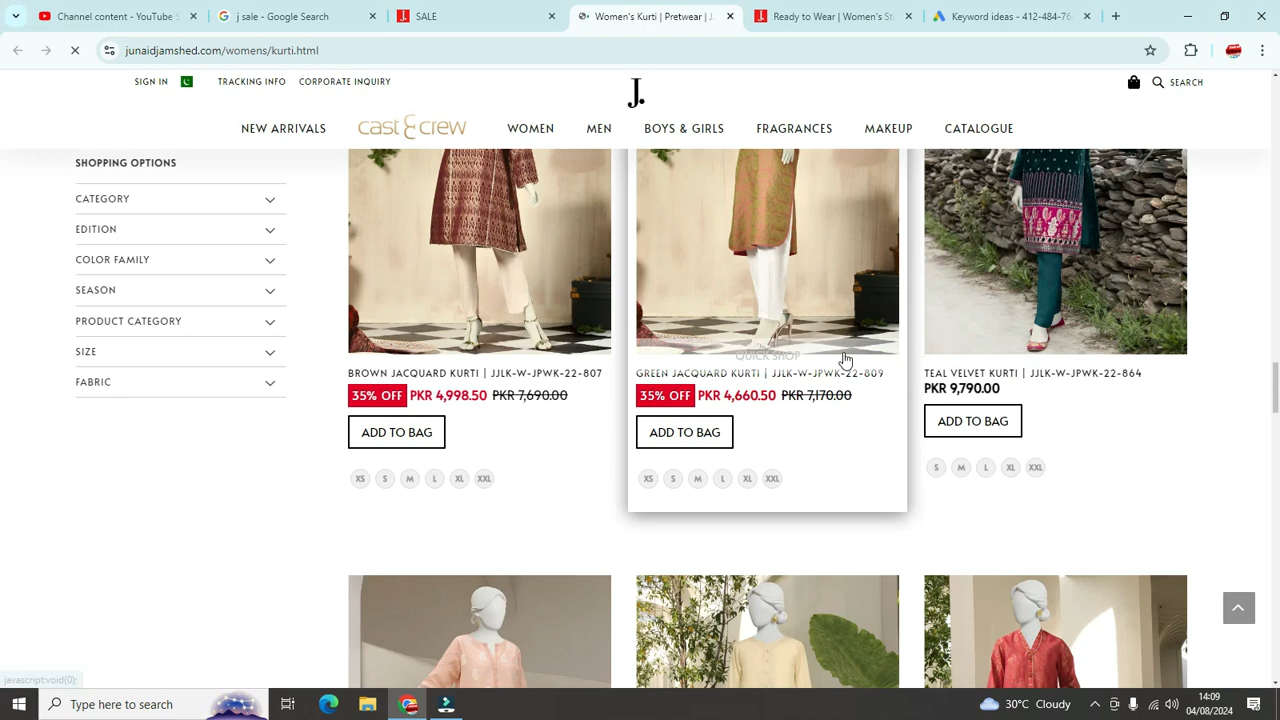 Channel content - YouTube S
j sale - Google Search
SALE
Women's Kurti | Pretwear | J.
Ready to Wear | Women's Sti
Keyword ideas - 412-484-76
junaidjamshed.com/womens/kurti.html
SIGN IN
TRACKING INFO
CORPORATE INQUIRY
J.
SEARCH
NEW ARRIVALS
cast & crew
WOMEN
MEN
BOYS & GIRLS
FRAGRANCES
MAKEUP
CATALOGUE
SHOPPING OPTIONS
CATEGORY
EDITION
COLOR FAMILY
SEASON
PRODUCT CATEGORY
SIZE
FABRIC
BROWN JACQUARD KURTI | JJLK-W-JPWK-22-807
35% OFF PKR 4,998.50 PKR 7,690.00
ADD TO BAG
XS S M L XL XXL
QUICK SHOP
GREEN JACQUARD KURTI | JJLK-W-JPWK-22-809
35% OFF PKR 4,660.50 PKR 7,170.00
ADD TO BAG
XS S M L XL XXL
TEAL VELVET KURTI | JJLK-W-JPWK-22-864
PKR 9,790.00
ADD TO BAG
S M L XL XXL
javascript:void(0);
Type here to search
30°C Cloudy
14:09
04/08/2024